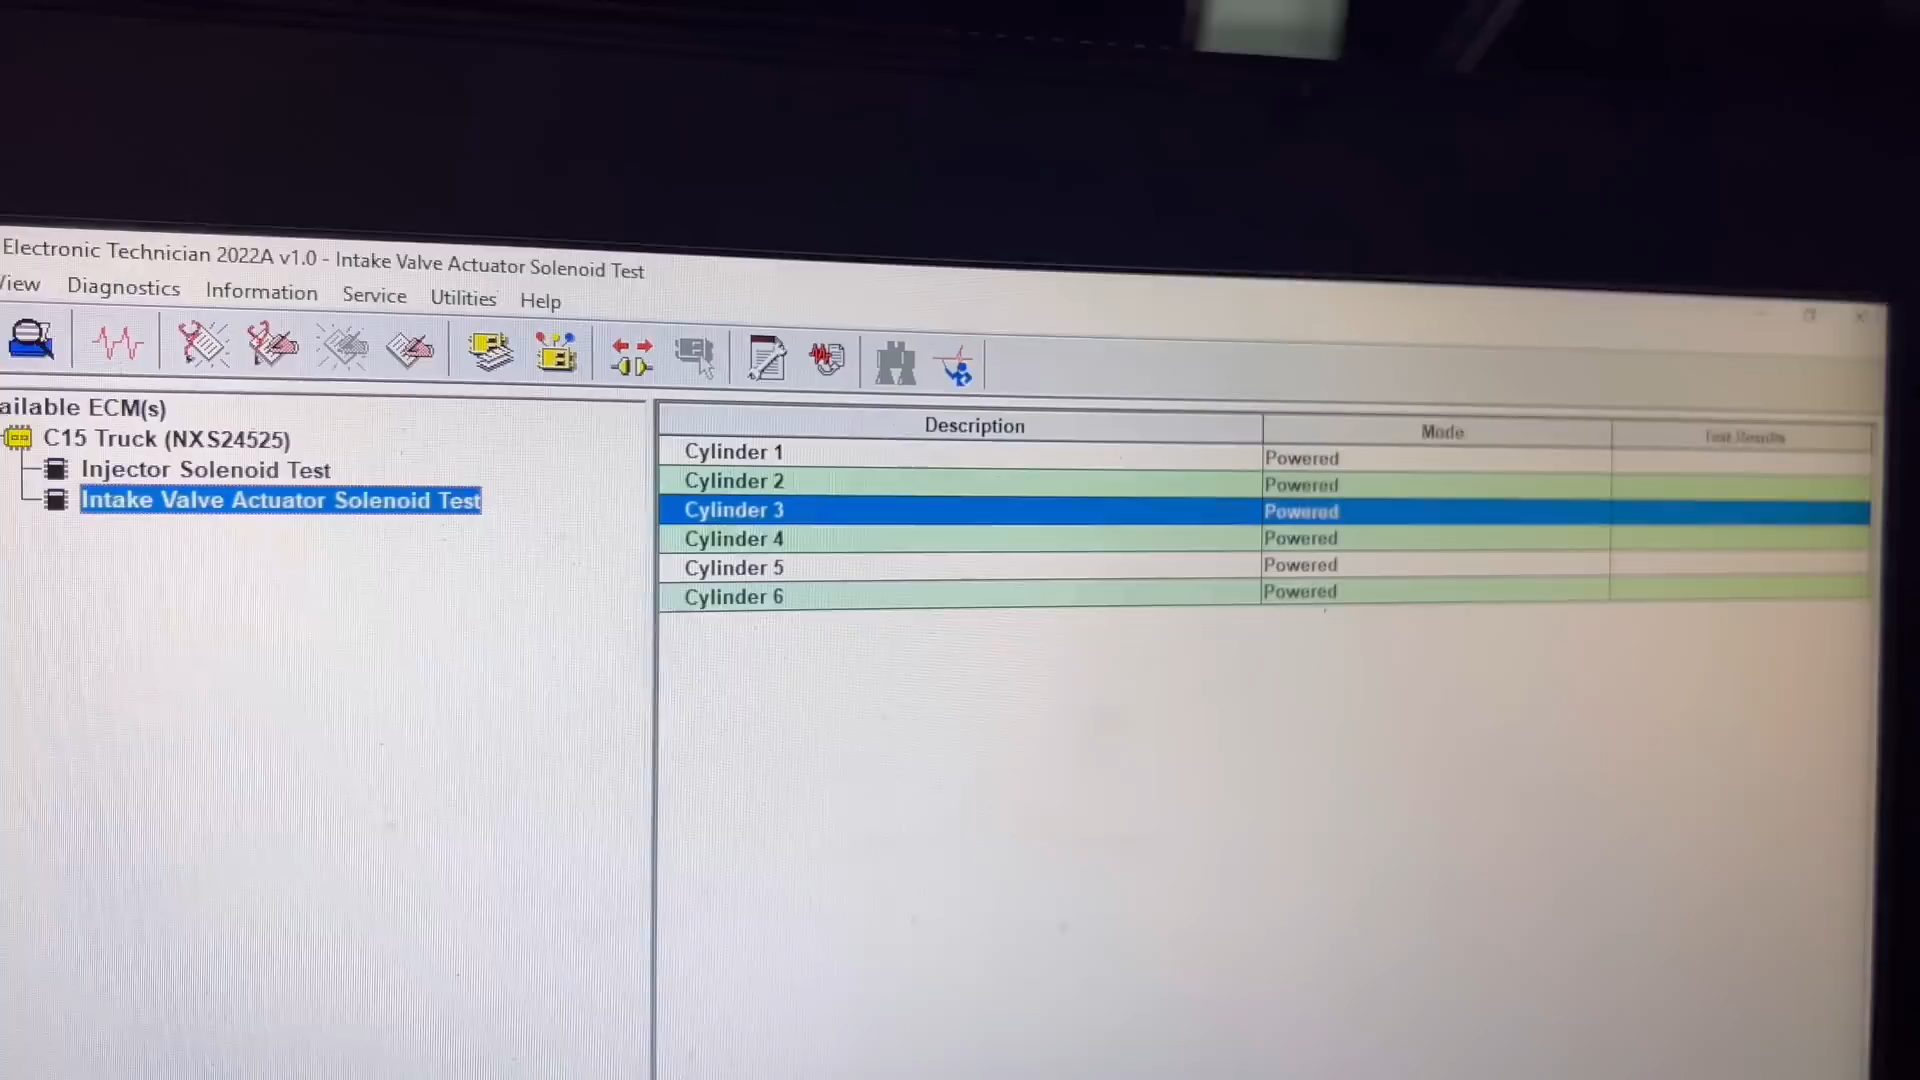 Electronic Technician 2022A v1.0 - Intake Valve Actuator Solenoid Test
View Diagnostics Information Service Utilities Help
ailable ECM(s)
C15 Truck (NXS24525)
Injector Solenoid Test
Intake Valve Actuator Solenoid Test
Description Mode Test Results
Cylinder 1 Powered
Cylinder 2 Powered
Cylinder 3 Powered
Cylinder 4 Powered
Cylinder 5 Powered
Cylinder 6 Powered